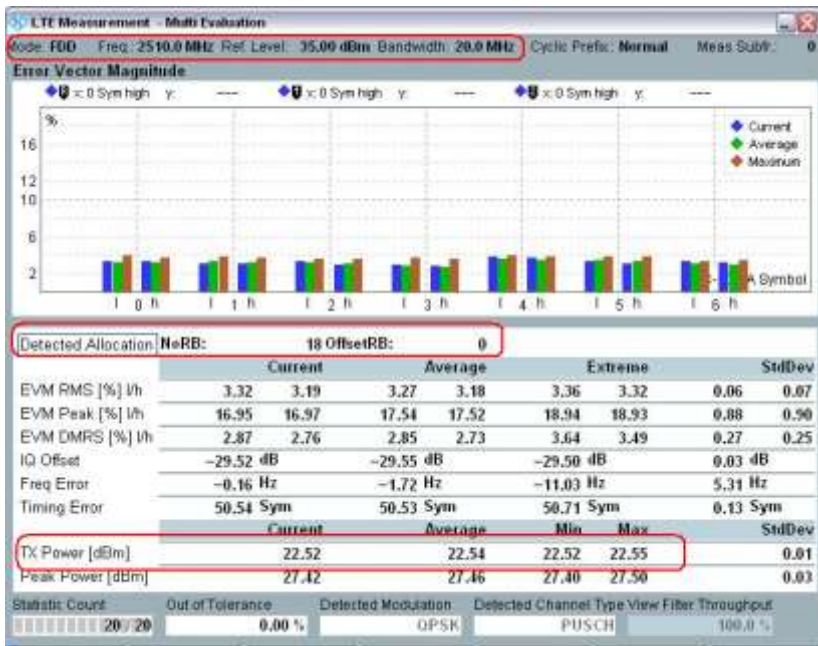 LTE Measurement - Multi Evaluation
Mode: FDD Freq.: 2510.0 MHz Ref. Level: 35.00 dBm Bandwidth: 20.0 MHz Cyclic Prefix: Normal Meas Subfr.: 0
Error Vector Magnitude
x: 0 Sym high y: --- x: 0 Sym high y: --- x: 0 Sym high y: ---
%
Current
Average
Maximum
16
12
10
6
2
A Symbol
l 0 h l 1 h l 2 h l 3 h l 4 h l 5 h l 6 h
Detected Allocation NoRB: 18 OffsetRB: 0
Current Average Extreme StdDev
EVM RMS [%] l/h 3.32 3.19 3.27 3.18 3.36 3.32 0.06 0.07
EVM Peak [%] l/h 16.95 16.97 17.54 17.52 18.94 18.93 0.88 0.90
EVM DMRS [%] l/h 2.87 2.76 2.85 2.73 3.64 3.49 0.27 0.25
IQ Offset -29.52 dB -29.55 dB -29.50 dB 0.03 dB
Freq Error -0.16 Hz -1.72 Hz -11.03 Hz 5.31 Hz
Timing Error 50.54 Sym 50.53 Sym 50.71 Sym 0.13 Sym
Current Average Min Max StdDev
TX Power [dBm] 22.52 22.54 22.52 22.55 0.01
Peak Power [dBm] 27.42 27.46 27.40 27.50 0.03
Statistic Count Out of Tolerance Detected Modulation Detected Channel Type View Filter Throughput
20 / 20 0.00 % QPSK PUSCH 100.0 %